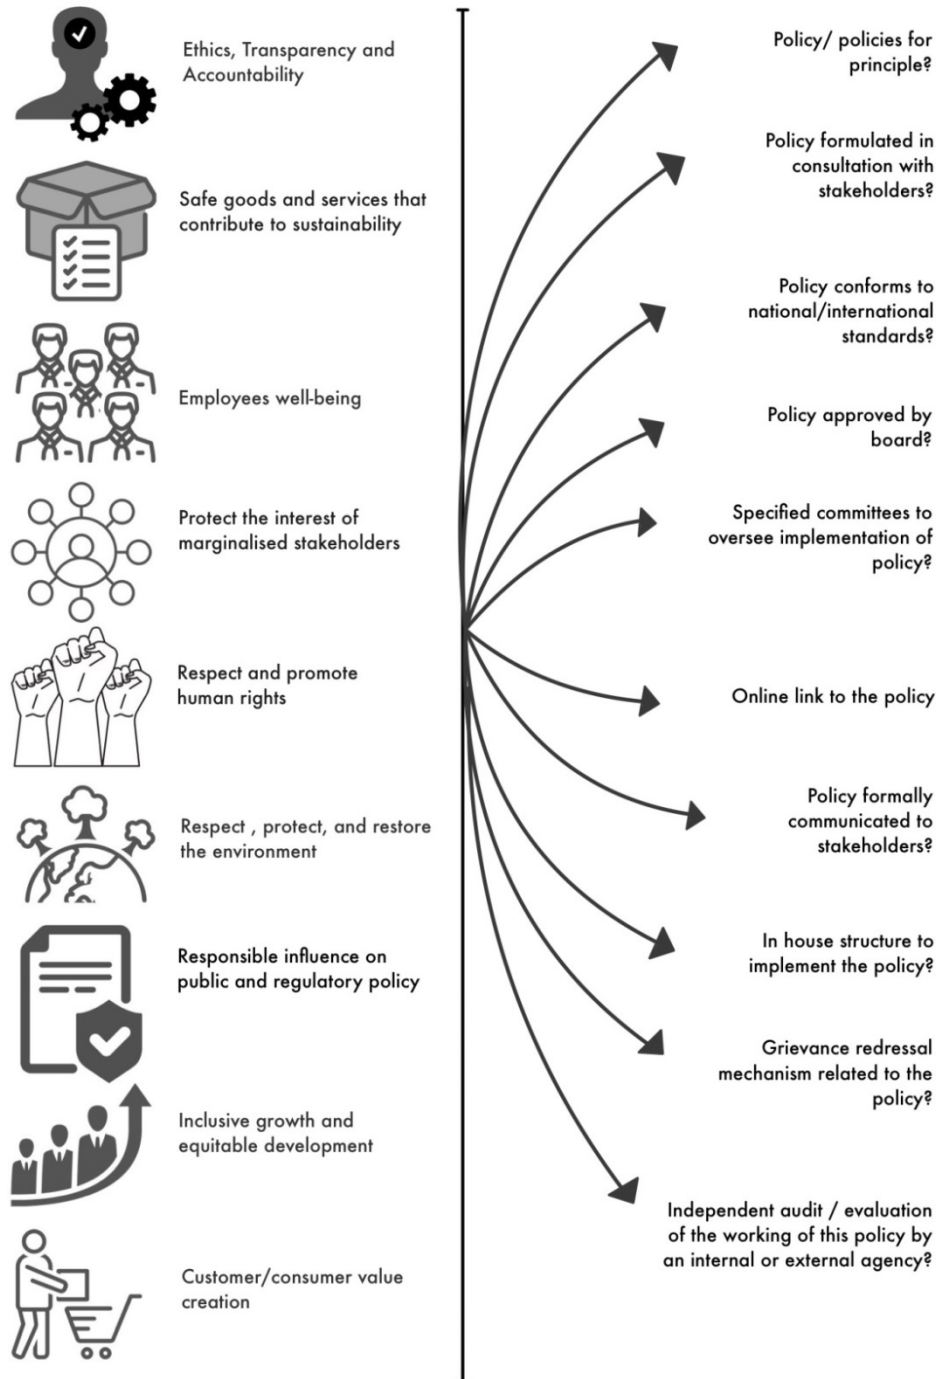 Ethics, Transparency and
Accountability
Safe goods and services that
contribute to sustainability
Employees well-being
Protect the interest of
marginalised stakeholders
Respect and promote
human rights
Respect , protect, and restore
the environment
Responsible influence on
public and regulatory policy
Inclusive growth and
equitable development
Customer/consumer value
creation
Policy/ policies for
principle?
Policy formulated in
consultation with
stakeholders?
Policy conforms to
national/international
standards?
Policy approved by
board?
Specified committees to
oversee implementation of
policy?
Online link to the policy
Policy formally
communicated to
stakeholders?
In house structure to
implement the policy?
Grievance redressal
mechanism related to the
policy?
Independent audit / evaluation
of the working of this policy by
an internal or external agency?